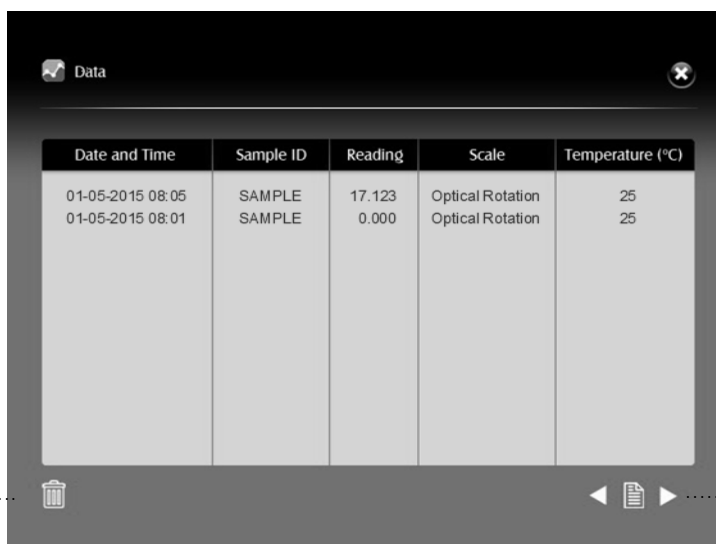 Data
Date and Time Sample ID Reading Scale Temperature (ºC)
01-05-2015 08:05 SAMPLE 17.123 Optical Rotation 25
01-05-2015 08:01 SAMPLE 0.000 Optical Rotation 25